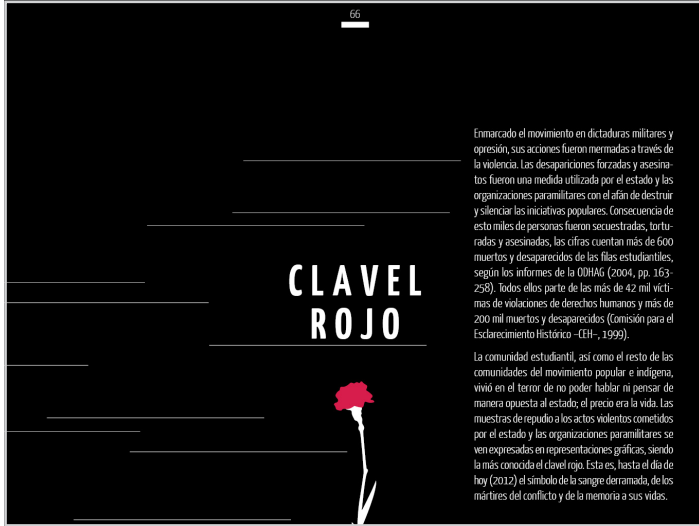 66
CLAVEL
ROJO
Enmarcado el movimiento en dictaduras militares y
opresión, sus acciones fueron mermadas a través de
la violencia. Las desapariciones forzadas y asesina-
tos fueron una medida utilizada por el estado y las
organizaciones paramilitares con el afán de destruir
y silenciar las iniciativas populares. Consecuencia de
esto miles de personas fueron secuestradas, tortu-
radas y asesinadas, las cifras cuentan más de 600
muertos y desaparecidos de las filas estudiantiles,
según los informes de la ODHAG (2004, pp. 163-
258). Todos ellos parte de las más de 42 mil vícti-
mas de violaciones de derechos humanos y más de
200 mil muertos y desaparecidos (Comisión para el
Esclarecimiento Histórico –CEH–, 1999).
La comunidad estudiantil, así como el resto de las
comunidades del movimiento popular e indígena,
vivió en el terror de no poder hablar ni pensar de
manera opuesta al estado; el precio era la vida. Las
muestras de repudio a los actos violentos cometidos
por el estado y las organizaciones paramilitares se
ven expresadas en representaciones gráficas, siendo
la más conocida el clavel rojo. Esta es, hasta el día de
hoy (2012) el símbolo de la sangre derramada, de los
mártires del conflicto y de la memoria a sus vidas.